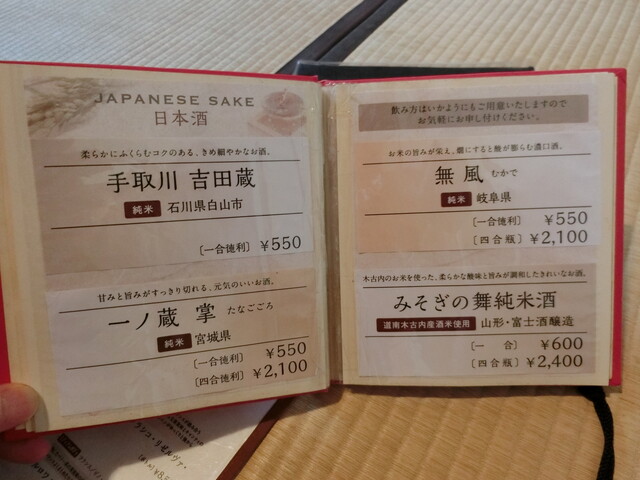 JAPANESE SAKE
日本酒
柔らかにふくらむコクのある、きめ細やかなお酒。
手取川 吉田蔵
純米 石川県白山市
〔一合徳利〕 ¥550
甘みと旨みがすっきり切れる、元気のいいお酒。
一ノ蔵 掌 たなごころ
純米 宮城県
〔一合徳利〕 ¥550
〔四合徳利〕 ¥2,100
飲み方はいかようにもご用意いたしますので
お気軽にお申し付けください。
お米の旨みが栄え、燗にすると艶が膨らむ濃口酒。
無風 むかで
純米 岐阜県
〔一合徳利〕 ¥550
〔四合瓶〕 ¥2,100
木古内のお米を使った、柔らかな酸味と旨みが調和したきれいなお酒。
みそぎの舞純米酒
道南木古内産酒米使用 山形・富士酒醸造
〔一 合〕 ¥600
〔四合瓶〕 ¥2,400
ラシコ・リゼルヴァ・